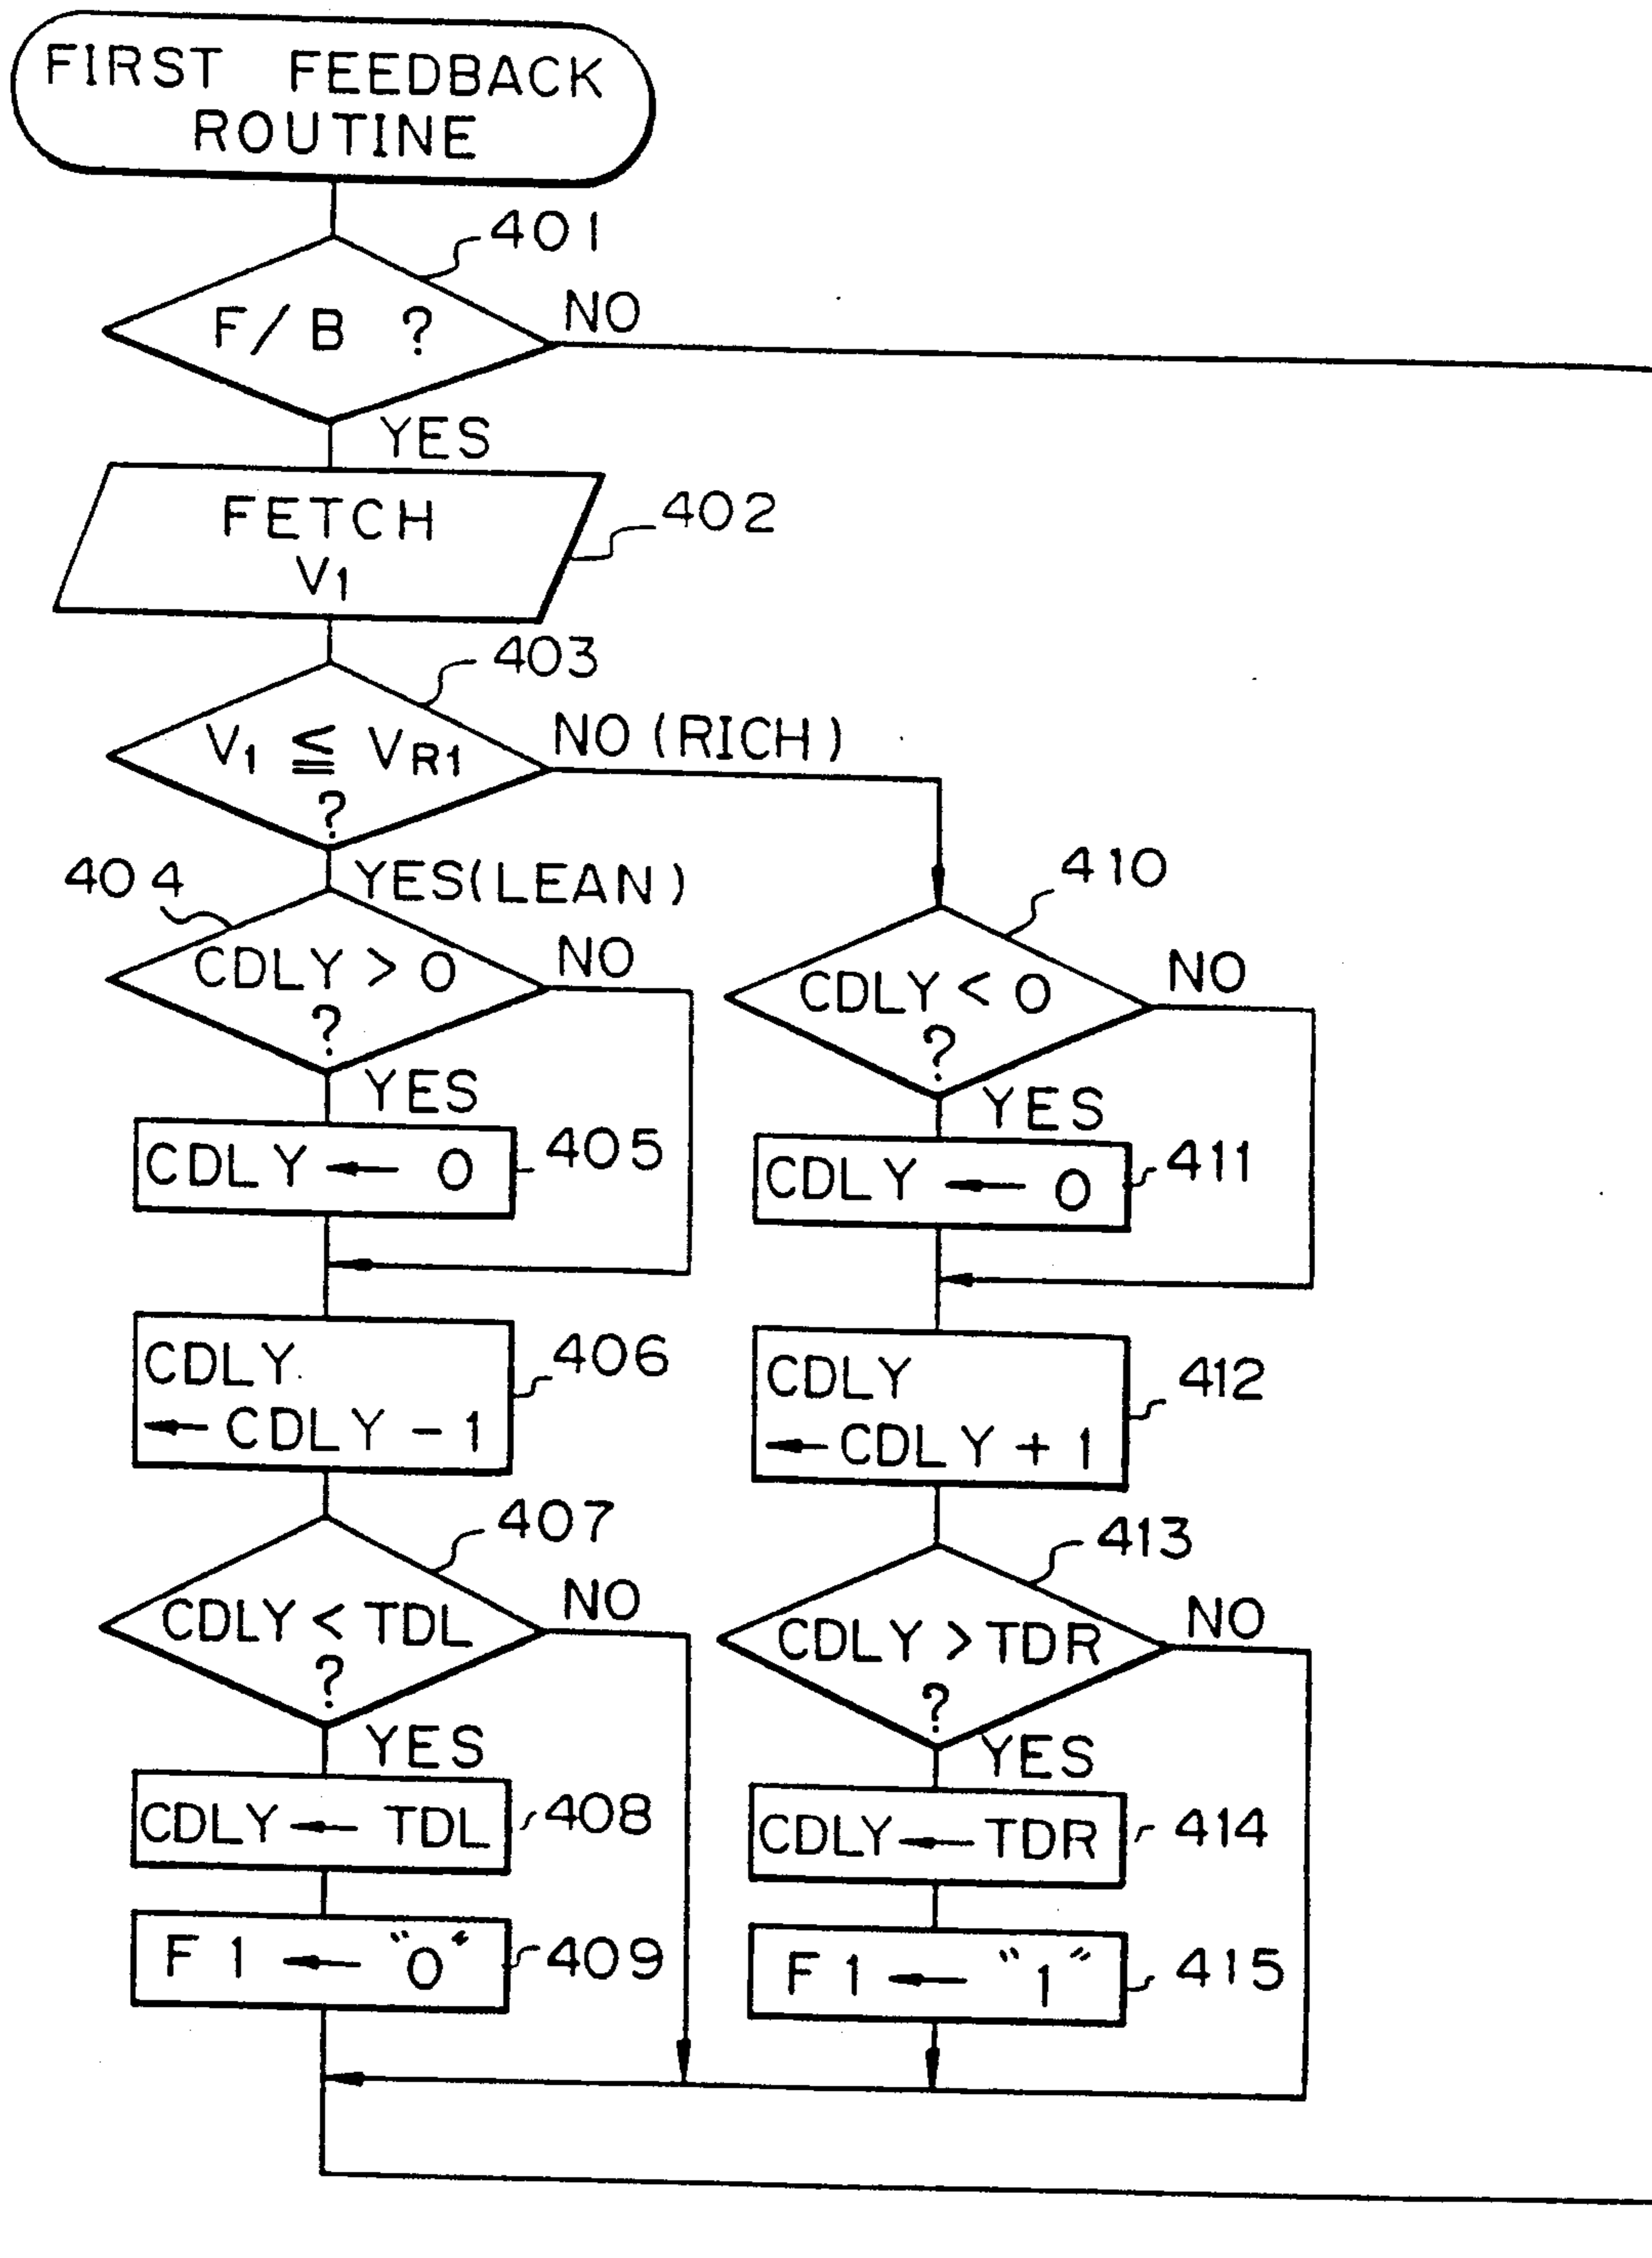 FIRST FEEDBACK
ROUTINE
401
F/B ?
NO
YES
FETCH
V1
402
403
V1 ≦ VR1
?
NO (RICH)
YES(LEAN)
404
CDLY > 0
?
NO
YES
CDLY ← 0
405
CDLY
← CDLY - 1
406
407
CDLY < TDL
?
NO
YES
CDLY ← TDL
408
F1 ← "0"
409
410
CDLY < 0
?
NO
YES
CDLY ← 0
411
CDLY
← CDLY + 1
412
413
CDLY > TDR
?
NO
YES
CDLY ← TDR
414
F1 ← "1"
415